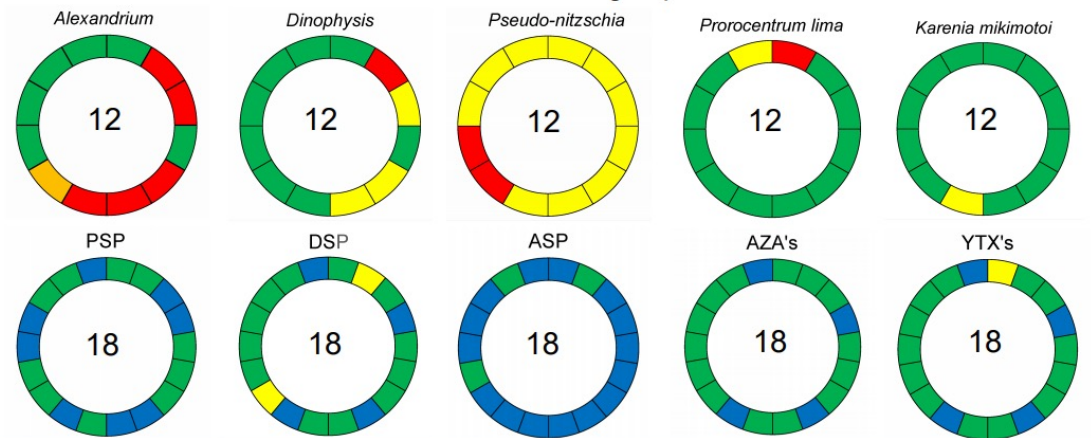 Alexandrium Dinophysis Pseudo-nitzschia Prorocentrum lima Karenia mikimotoi
12 12 12 12 12
PSP DSP ASP AZA's YTX's
18 18 18 18 18